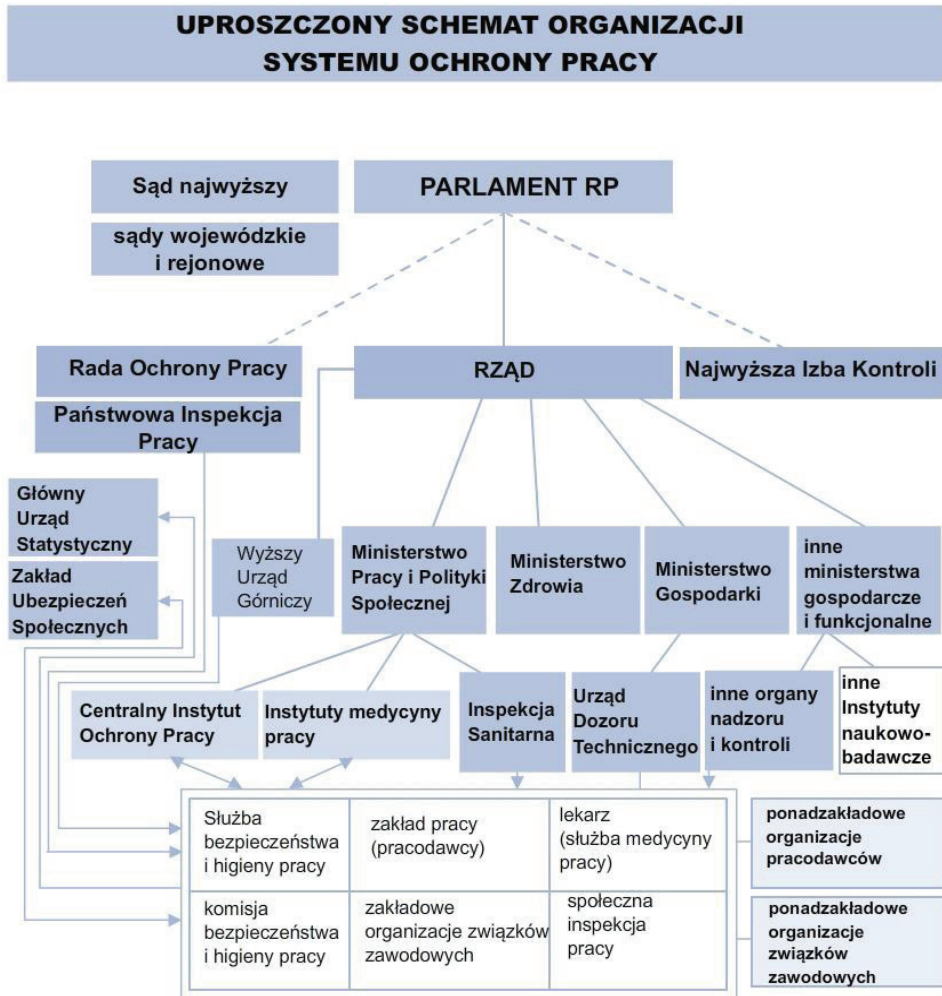 UPROSZCZONY SCHEMAT ORGANIZACJI
SYSTEMU OCHRONY PRACY
Sąd najwyższy
PARLAMENT RP
sądy wojewódzkie
i rejonowe
Rada Ochrony Pracy
RZĄD
Najwyższa Izba Kontroli
Państwowa Inspekcja
Pracy
Główny
Urząd
Statystyczny
Zakład
Ubezpieczeń
Społecznych
Wyższy
Urząd
Górniczy
Ministerstwo
Pracy i Polityki
Społecznej
Ministerstwo
Zdrowia
Ministerstwo
Gospodarki
inne
ministerstwa
gospodarcze
i funkcjonalne
Centralny Instytut
Ochrony Pracy
Instytuty medycyny
pracy
Inspekcja
Sanitarna
Urząd
Dozoru
Technicznego
inne organy
nadzoru
i kontroli
inne
Instytuty
naukowo-
badawcze
Służba
bezpieczeństwa
i higieny pracy
zakład pracy
(pracodawcy)
lekarz
(służba medycyny
pracy)
ponadzakładowe
organizacje
pracodawców
komisja
bezpieczeństwa
i higieny pracy
zakładowe
organizacje związków
zawodowych
społeczna
inspekcja
pracy
ponadzakładowe
organizacje
związków
zawodowych